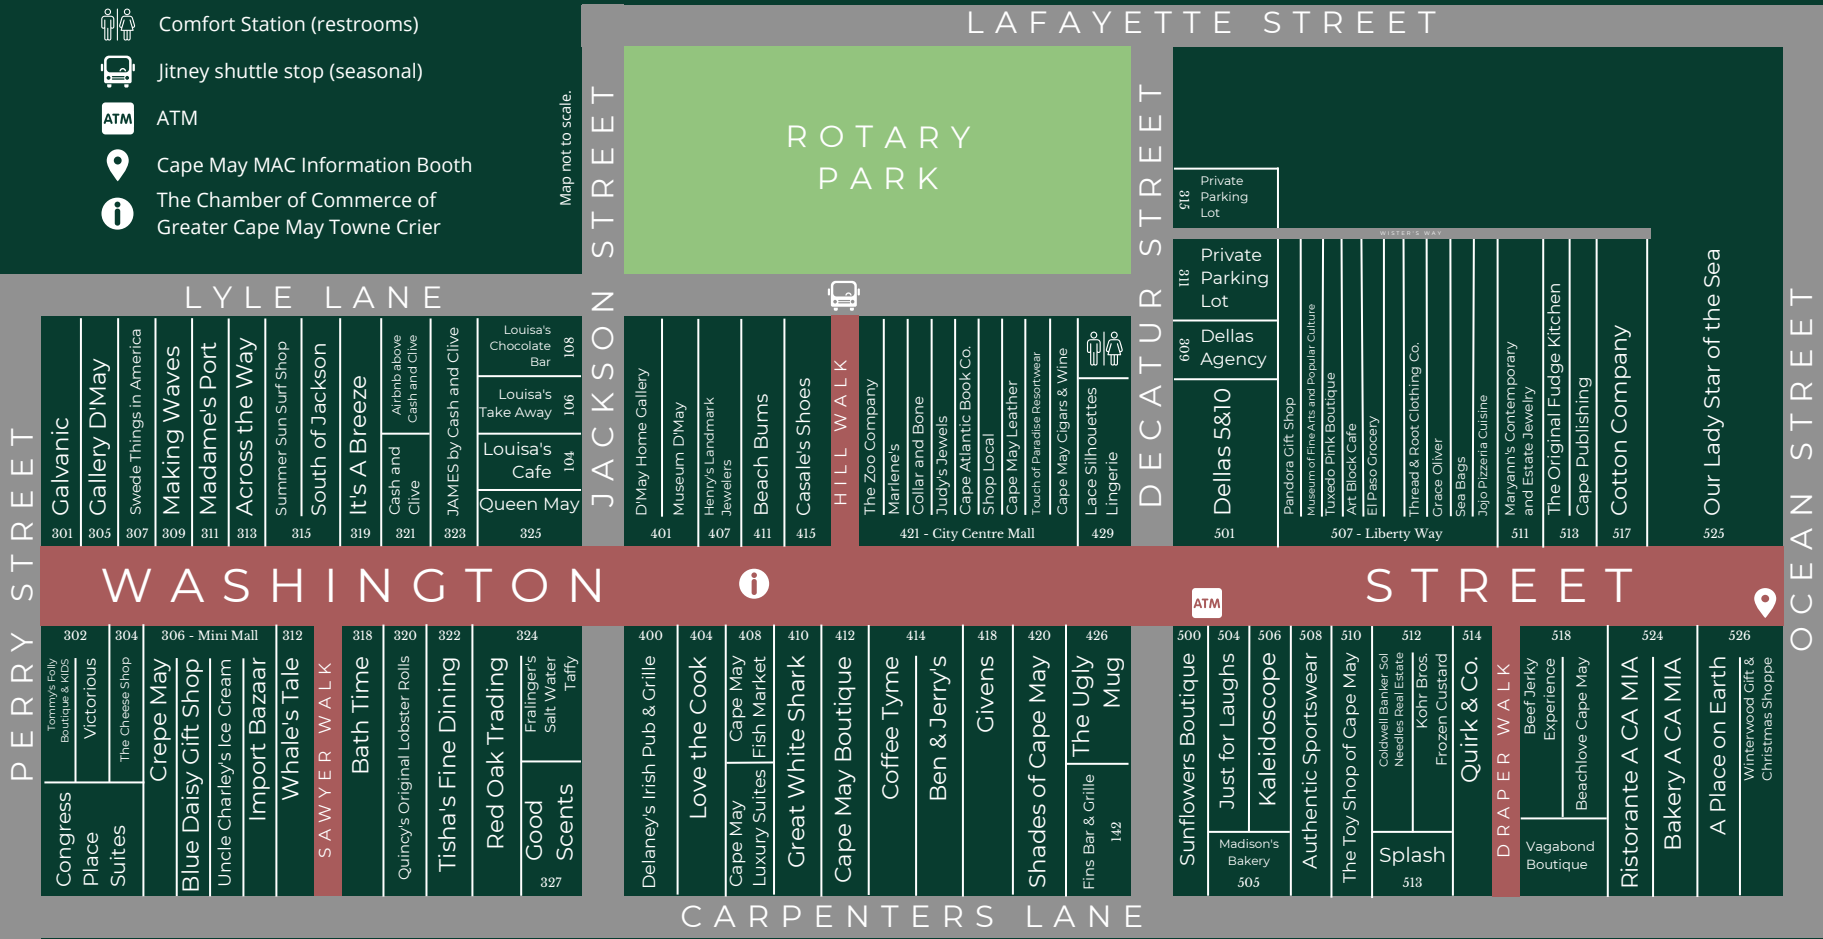 Comfort Station (restrooms)
Jitney shuttle stop (seasonal)
ATM
ATM
Cape May MAC Information Booth
The Chamber of Commerce of
Greater Cape May Towne Crier
Map not to scale.
LAFAYETTE STREET
ROTARY
PARK
JACKSON STREET
DECATUR STREET
OCEAN STREET
PERRY STREET
LYLE LANE
315
Private
Parking
Lot
WISTER'S WAY
311
Private
Parking
Lot
309
Dellas
Agency
Galvanic
301
Gallery D'May
305
Swede Things in America
307
Making Waves
309
Madame's Port
311
Across the Way
313
Summer Sun Surf Shop
South of Jackson
315
It's A Breeze
319
Airbnb above
Cash and Clive
Cash and
Clive
321
JAMES by Cash and Clive
323
Louisa's
Chocolate
Bar
108
Louisa's
Take Away
106
Louisa's
Cafe
104
Queen May
325
D'May Home Gallery
Museum D'May
401
Henry's Landmark
Jewelers
407
Beach Bums
411
Casale's Shoes
415
HILL WALK
The Zoo Company
Marlene's
Collar and Bone
Judy's Jewels
Cape Atlantic Book Co.
Shop Local
Cape May Leather
Touch of Paradise Resortwear
Cape May Cigars & Wine
421 - City Centre Mall
Lace Silhouettes
Lingerie
429
Dellas 5&10
501
Pandora Gift Shop
Museum of Fine Arts and Popular Culture
Tuxedo Pink Boutique
Art Block Cafe
El Paso Grocery
Thread & Root Clothing Co.
Grace Oliver
Sea Bags
Jojo Pizzeria Cuisine
507 - Liberty Way
Maryann's Contemporary
and Estate Jewelry
511
The Original Fudge Kitchen
Cape Publishing
513
Cotton Company
517
Our Lady Star of the Sea
525
WASHINGTON STREET
ATM
302
Tommy's Folly
Boutique & KIDS
Victorious
304
The Cheese Shop
Congress
Place
Suites
306 - Mini Mall
Crepe May
Blue Daisy Gift Shop
Uncle Charley's Ice Cream
Import Bazaar
312
Whale's Tale
SAWYER WALK
318
Bath Time
320
Quincy's Original Lobster Rolls
322
Tisha's Fine Dining
324
Red Oak Trading
Fralinger's
Salt Water
Taffy
Good
Scents
327
400
Delaney's Irish Pub & Grille
404
Love the Cook
408
Cape May
Fish Market
Cape May
Luxury Suites
410
Great White Shark
412
Cape May Boutique
414
Coffee Tyme
Ben & Jerry's
418
Givens
420
Shades of Cape May
426
The Ugly
Mug
Fins Bar & Grille
142
500
Sunflowers Boutique
504
Just for Laughs
506
Kaleidoscope
Madison's
Bakery
505
508
Authentic Sportswear
510
The Toy Shop of Cape May
512
Coldwell Banker Sol
Needles Real Estate
Kohr Bros.
Frozen Custard
Splash
513
514
Quirk & Co.
DRAPER WALK
518
Beef Jerky
Experience
Beachlove Cape May
Vagabond
Boutique
524
Ristorante A CA MIA
Bakery A CA MIA
526
A Place on Earth
Winterwood Gift &
Christmas Shoppe
CARPENTERS LANE